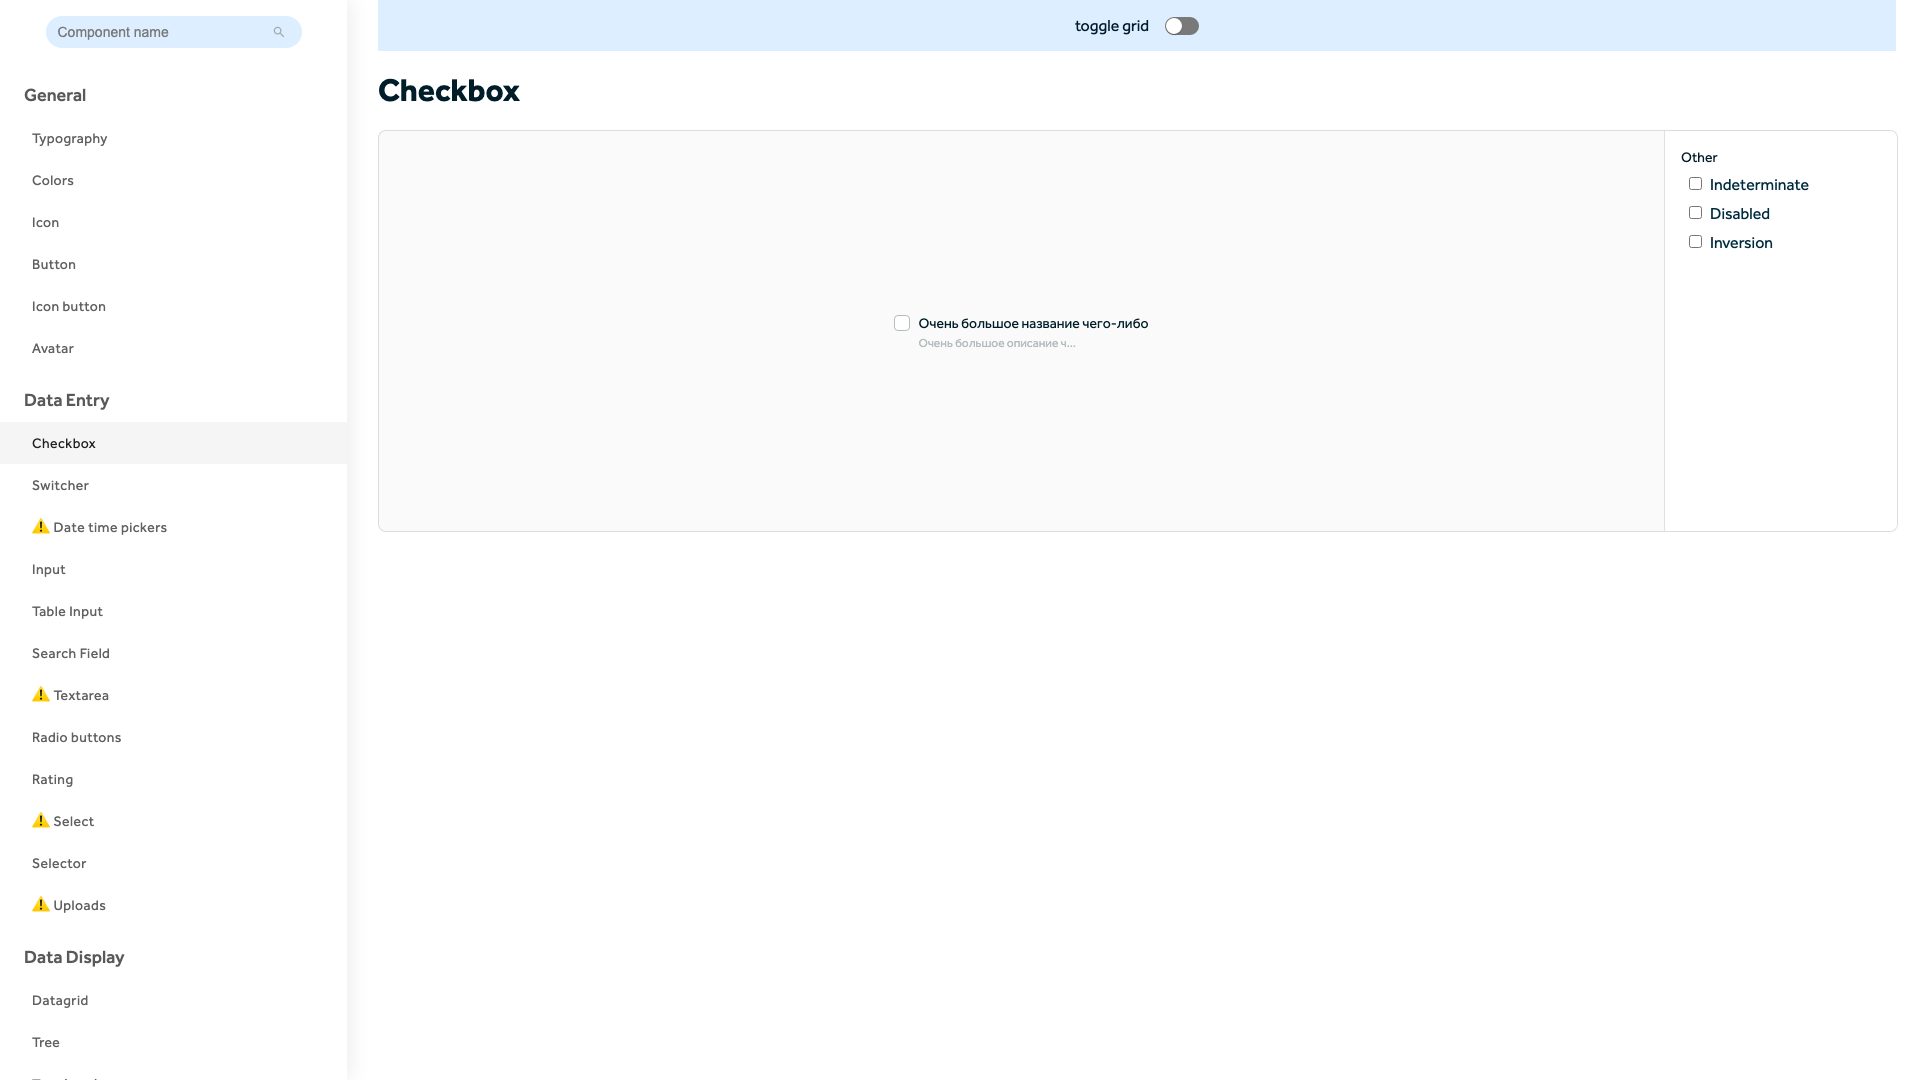 Component name
General
Typography
Colors
Icon
Button
Icon button
Avatar
Data Entry
Checkbox
Switcher
Date time pickers
Input
Table Input
Search Field
Textarea
Radio buttons
Rating
Select
Selector
Uploads
Data Display
Datagrid
Tree
toggle grid
Checkbox
Очень большое название чего-либо
Очень большое описание ч...
Other
Indeterminate
Disabled
Inversion